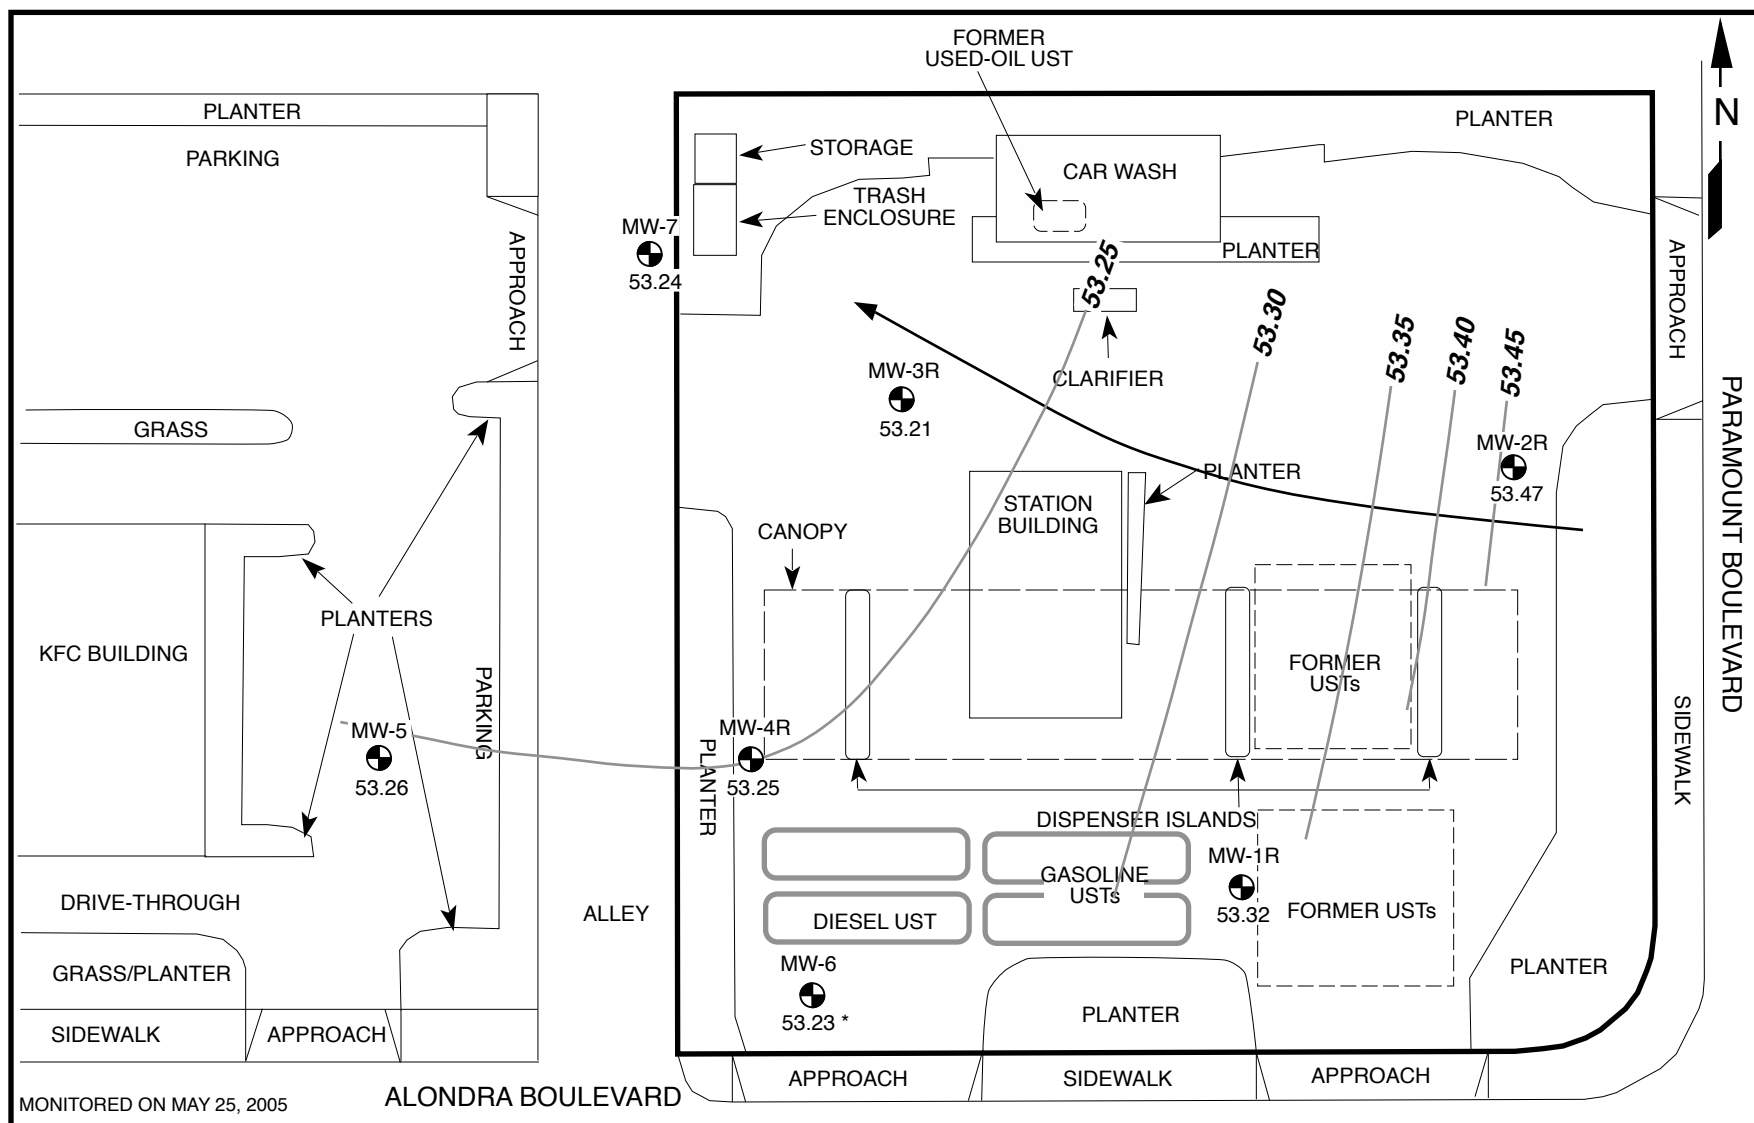 FORMER
USED-OIL UST
PLANTER
PARKING
STORAGE
TRASH
ENCLOSURE
CAR WASH
PLANTER
N
MW-7
53.24
APPROACH
PLANTER
APPROACH
53.25
53.30
53.35
53.40
53.45
CLARIFIER
MW-3R
53.21
GRASS
MW-2R
53.47
PLANTER
STATION
BUILDING
CANOPY
PARAMOUNT BOULEVARD
PLANTERS
KFC BUILDING
PARKING
FORMER
USTs
SIDEWALK
MW-5
53.26
MW-4R
53.25
PLANTER
DISPENSER ISLANDS
MW-1R
53.32
GASOLINE
USTs
FORMER USTs
DRIVE-THROUGH
ALLEY
DIESEL UST
MW-6
53.23 *
GRASS/PLANTER
PLANTER
PLANTER
SIDEWALK
APPROACH
APPROACH
SIDEWALK
APPROACH
ALONDRA BOULEVARD
MONITORED ON MAY 25, 2005